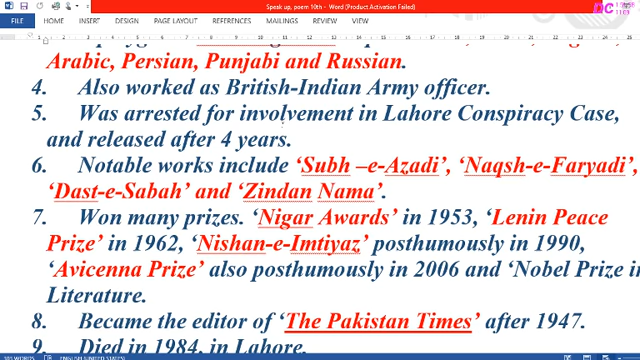 Speak up, poem 10th - Word (Product Activation Failed)
FILE HOME INSERT DESIGN PAGE LAYOUT REFERENCES MAILINGS REVIEW VIEW
Arabic, Persian, Punjabi and Russian.
4. Also worked as British-Indian Army officer.
5. Was arrested for involvement in Lahore Conspiracy Case,
and released after 4 years.
6. Notable works include ‘Subh –e-Azadi’, ‘Naqsh-e-Faryadi’,
‘Dast-e-Sabah’ and ‘Zindan Nama’.
7. Won many prizes. ‘Nigar Awards’ in 1953, ‘Lenin Peace
Prize’ in 1962, ‘Nishan-e-Imtiyaz’ posthumously in 1990,
‘Avicenna Prize’ also posthumously in 2006 and ‘Nobel Prize in
Literature.
8. Became the editor of ‘The Pakistan Times’ after 1947.
9. Died in 1984, in Lahore.